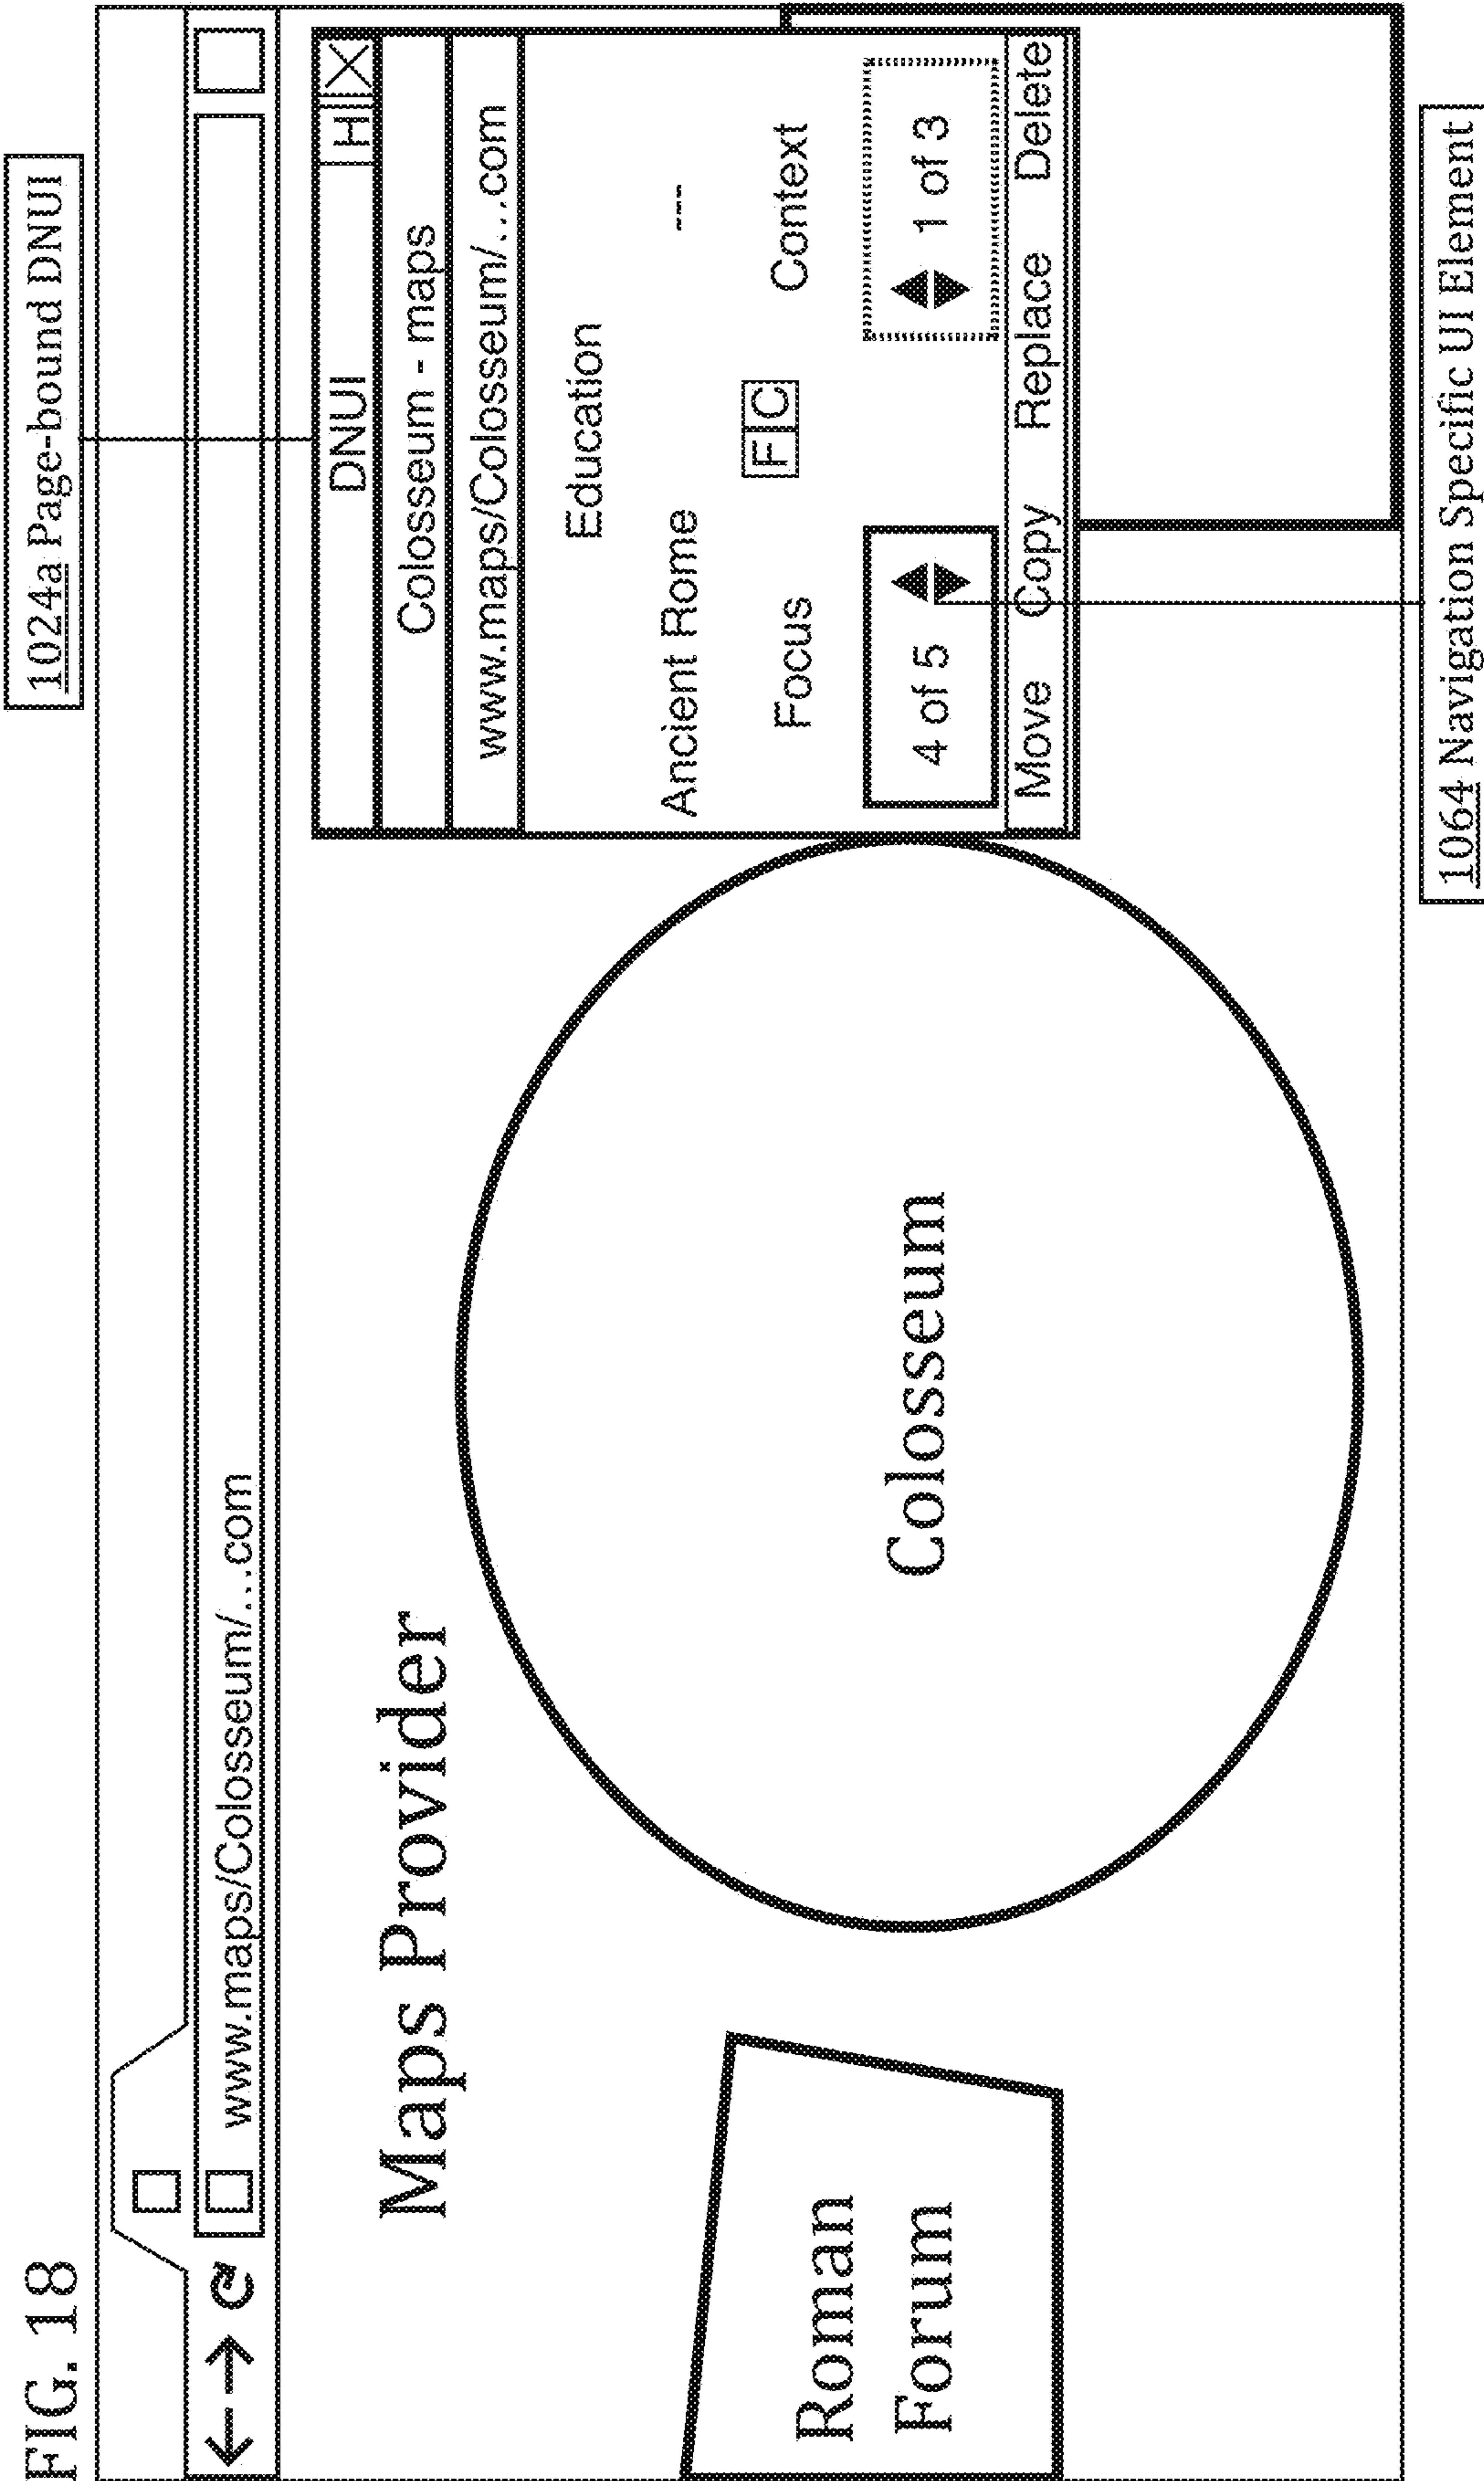 FIG. 18
1024a Page-bound DNUI
www.maps/Colosseum/...com
Maps Provider
Roman
Forum
Colosseum
DNUI
H
X
Colosseum - maps
www.maps/Colosseum/...com
Education
Ancient Rome ---
F C
Focus Context
4 of 5 1 of 3
Move Copy Replace Delete
1064 Navigation Specific UI Element